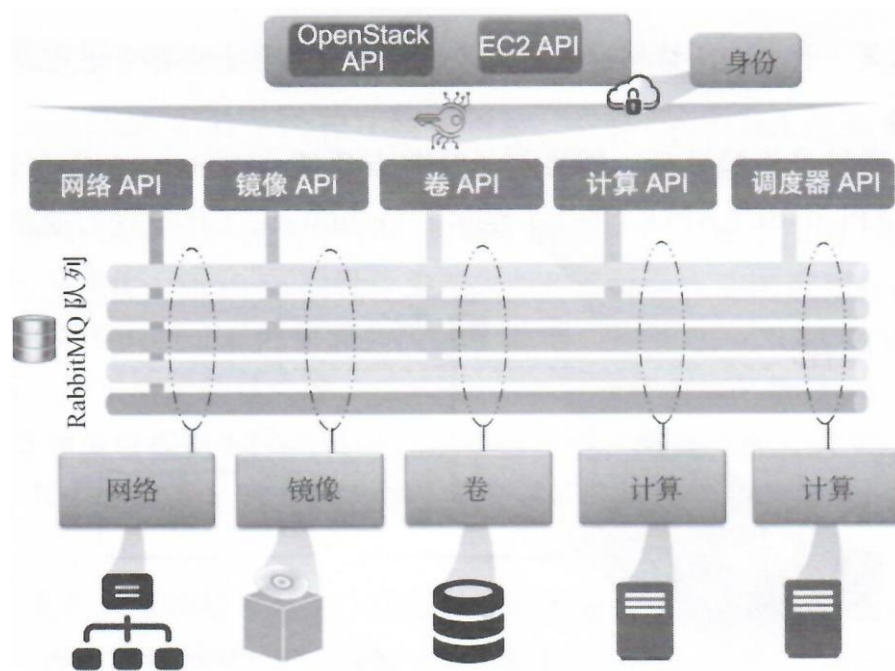 OpenStack
API
EC2 API
身份
网络 API
镜像 API
卷 API
计算 API
调度器 API
RabbitMQ 队列
网络
镜像
卷
计算
计算